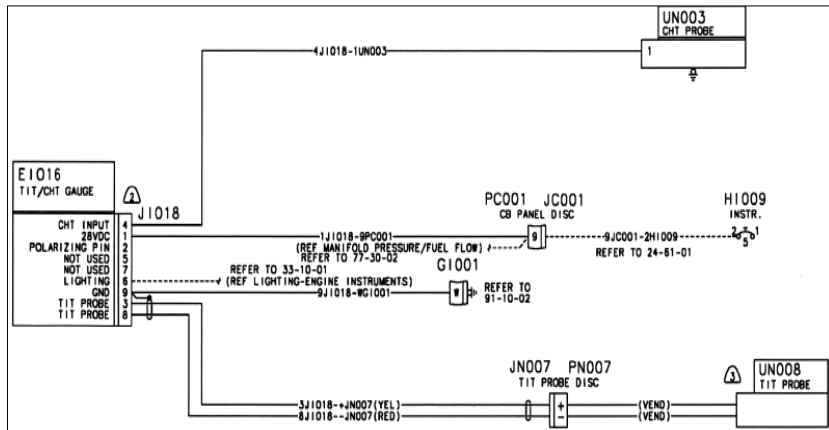 UN003
CHT PROBE
1
4J1018-1UN003
E1016
TIT/CHT GAUGE
2
J1018
CHT INPUT 4
28VDC 1
POLARIZING PIN 2
NOT USED 5
NOT USED 7
LIGHTING 6
GND 9
TIT PROBE 3
TIT PROBE 8
PC001 JC001
CB PANEL DISC
H1009
INSTR.
1J1018-9PC001
9
9JC001-2H1009
2 1
5
(REF MANIFOLD PRESSURE/FUEL FLOW)
REFER TO 77-30-02
REFER TO 24-61-01
REFER TO 33-10-01
(REF LIGHTING-ENGINE INSTRUMENTS)
G1001
9J1018-WG1001
W
REFER TO
91-10-02
JN007 PN007
TIT PROBE DISC
3
UN008
TIT PROBE
3J1018-+JN007(YEL)
+
(VEND)
8J1018--JN007(RED)
-
(VEND)